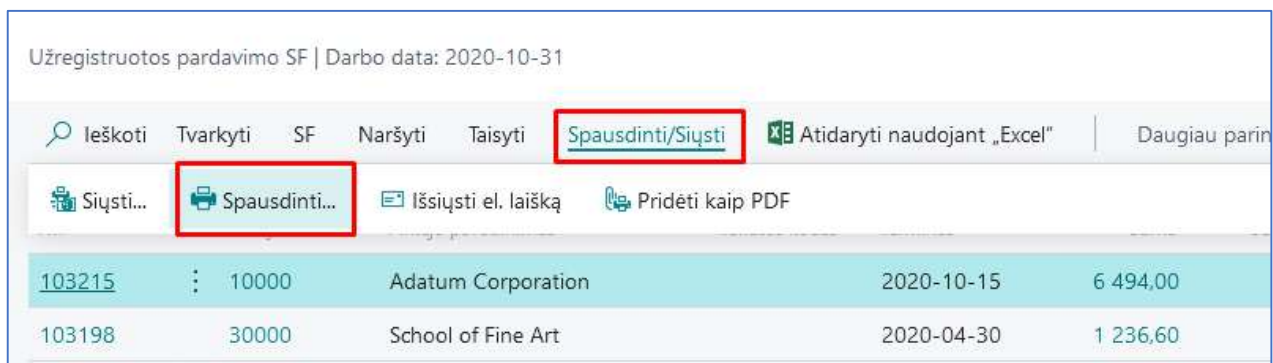 Užregistruotos pardavimo SF | Darbo data: 2020-10-31
Ieškoti Tvarkyti SF Naršyti Taisyti Spausdinti/Siųsti Atidaryti naudojant „Excel“ Daugiau parin
Siųsti... Spausdinti... Išsiųsti el. laišką Pridėti kaip PDF
103215 10000 Adatum Corporation 2020-10-15 6 494,00
103198 30000 School of Fine Art 2020-04-30 1 236,60